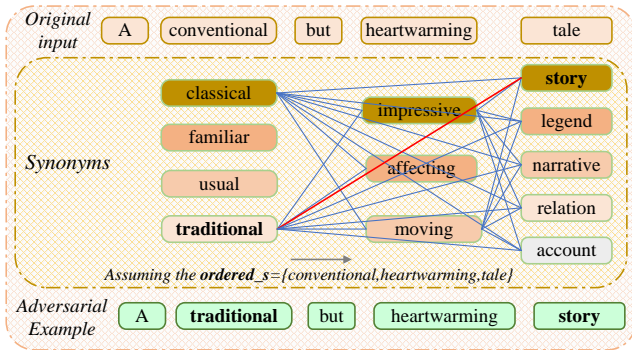 Original input A conventional but heartwarming tale
Synonyms
classical impressive story
familiar affecting legend
usual moving narrative
traditional relation
account
Assuming the ordered_s={conventional,heartwarming,tale}
Adversarial Example A traditional but heartwarming story